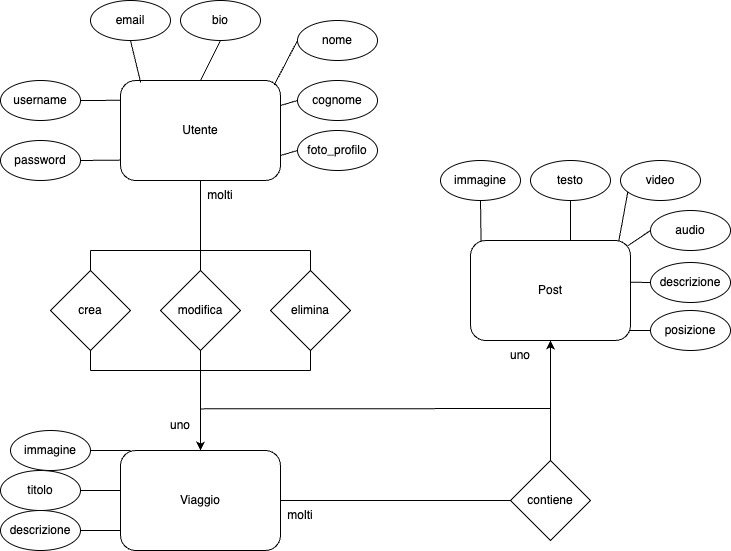 email
bio
nome
username
cognome
Utente
password
foto_profilo
molti
immagine
testo
video
audio
crea
modifica
elimina
Post
descrizione
posizione
uno
uno
immagine
titolo
Viaggio
contiene
molti
descrizione